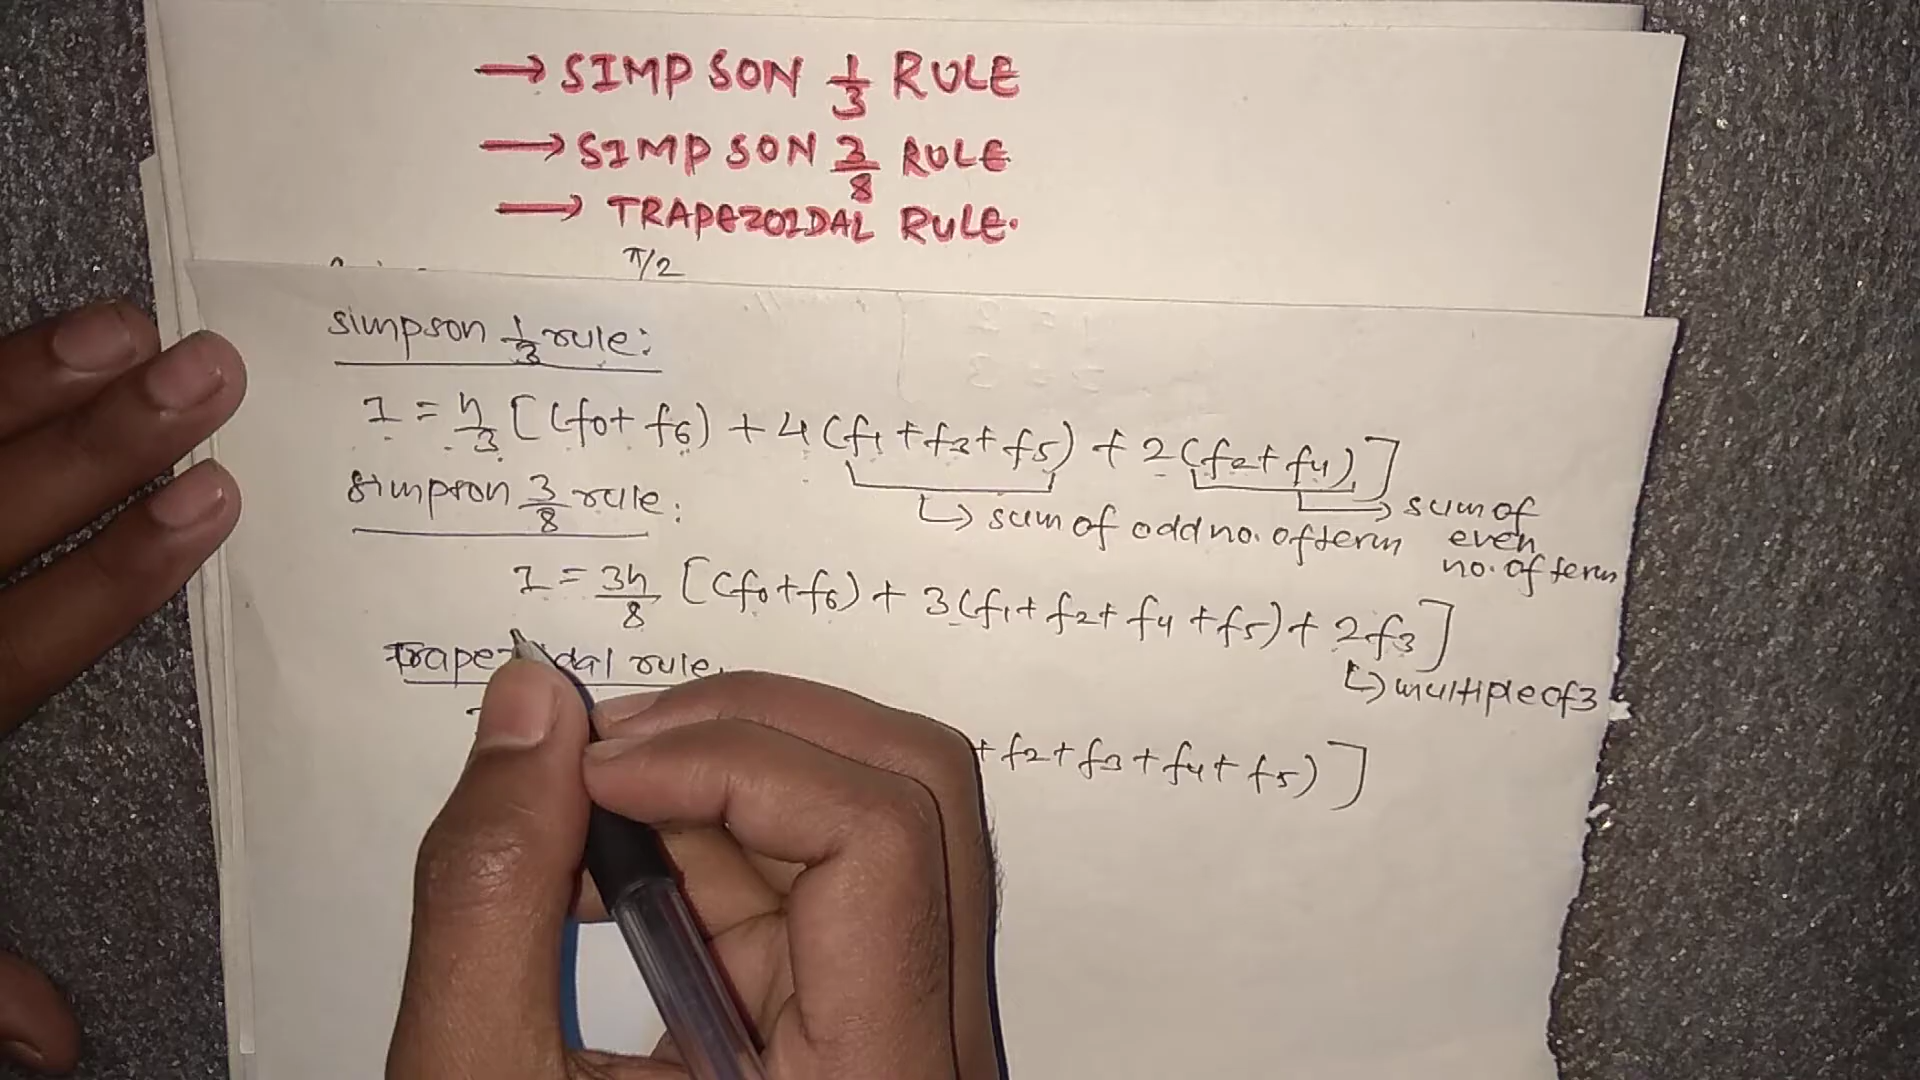 → SIMPSON 1/3 RULE
→ SIMPSON 3/8 RULE
→ TRAPEZOIDAL RULE.
π/2
simpson 1/3 rule:
I = h/3 [(f0 + f6) + 4(f1 + f3 + f5) + 2(f2 + f4)]
↳ sum of odd no. of term
↳ sum of
even
no. of term
simpson 3/8 rule:
I = 3h/8 [(f0 + f6) + 3(f1 + f2 + f4 + f5) + 2f3]
↳ multiple of 3
rule
+ f2 + f3 + f4 + f5)]